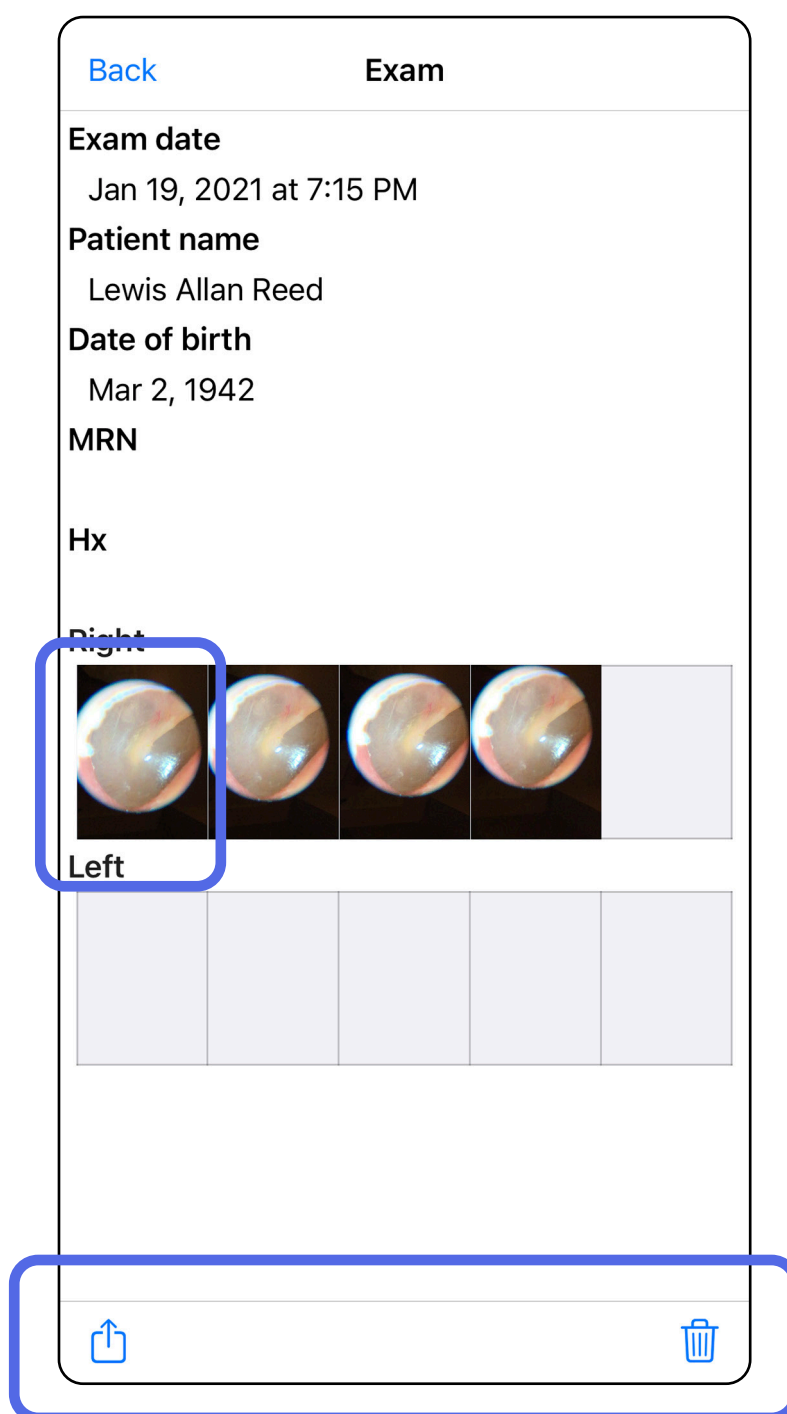 Back Exam
Exam date
Jan 19, 2021 at 7:15 PM
Patient name
Lewis Allan Reed
Date of birth
Mar 2, 1942
MRN
Hx
Right
Left